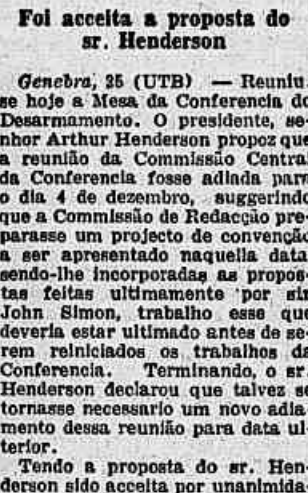 Foi acceita a proposta do
sr. Henderson
Genebra, 25 (UTB) — Reuniu-
se hoje a Mesa da Conferencia do
Desarmamento. O presidente, se-
nhor Arthur Henderson propoz que
a reunião da Commissão Central
da Conferencia fosse adiada para
o dia 4 de dezembro, suggerindo
que a Commissão de Redacção pre-
parasse um projecto de convenção
a ser apresentado naquella data,
sendo-lhe incorporadas as propos-
tas feitas ultimamente por sir
John Simon, trabalho esse que
deveria estar ultimado antes de se-
rem reiniciados os trabalhos da
Conferencia. Terminando, o sr.
Henderson declarou que talvez se
tornasse necessario um novo adia-
mento dessa reunião para data ul-
terior.
Tendo a proposta do sr. Hen-
derson sido acceita por unanimida-